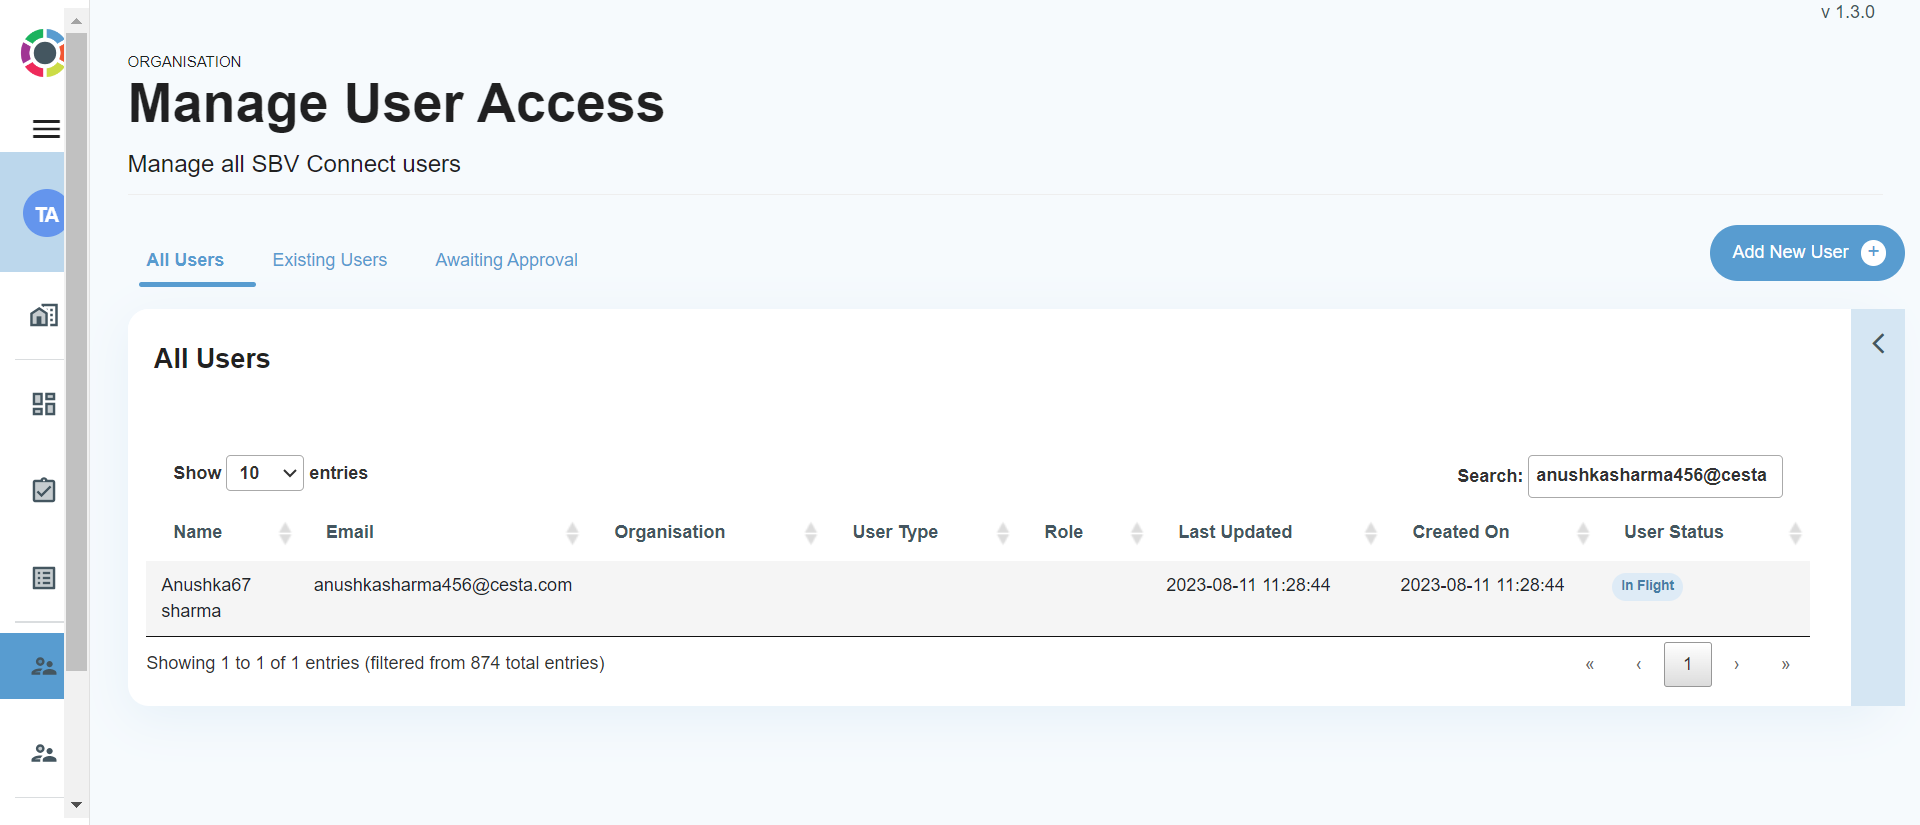 v 1.3.0
ORGANISATION
Manage User Access
Manage all SBV Connect users
TA
All Users Existing Users Awaiting Approval
Add New User +
All Users
Show 10 entries
Search: anushkasharma456@cesta
Name Email Organisation User Type Role Last Updated Created On User Status
Anushka67 anushkasharma456@cesta.com 2023-08-11 11:28:44 2023-08-11 11:28:44 In Flight
sharma
Showing 1 to 1 of 1 entries (filtered from 874 total entries)
« ‹ 1 › »